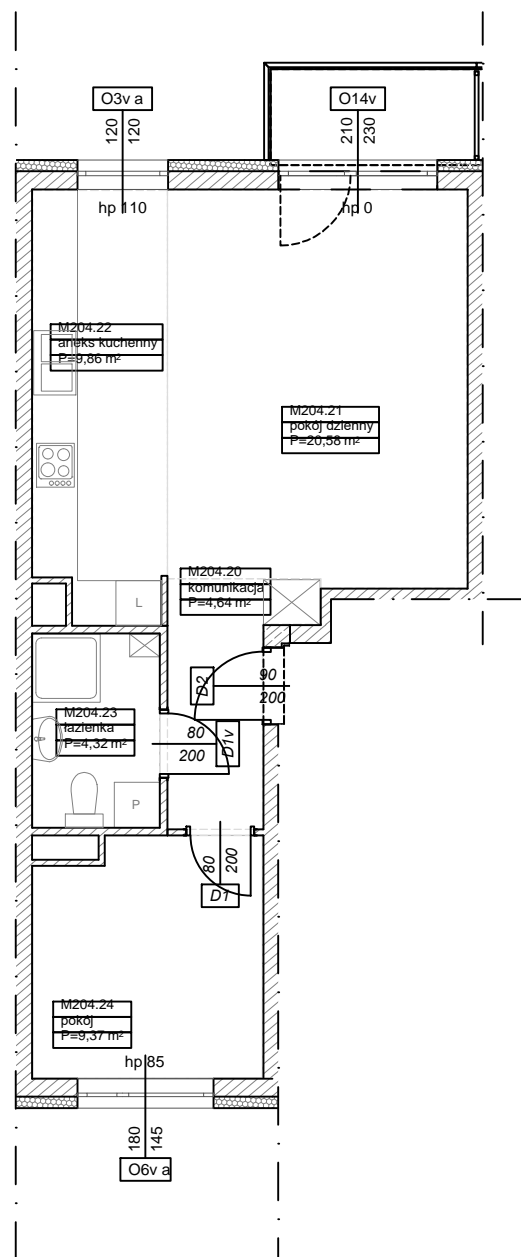 O3v a
120
120
O14v
210
230
hp 110
hp 0
M204.22
aneks kuchenny
P=9,86 m²
M204.21
pokój dzienny
P=20,58 m²
M204.20
komunikacja
P=4,64 m²
L
D2
90
200
M204.23
łazienka
P=4,32 m²
80
200
D1v
P
80
200
D1
M204.24
pokój
P=9,37 m²
hp 85
180
145
O6v a